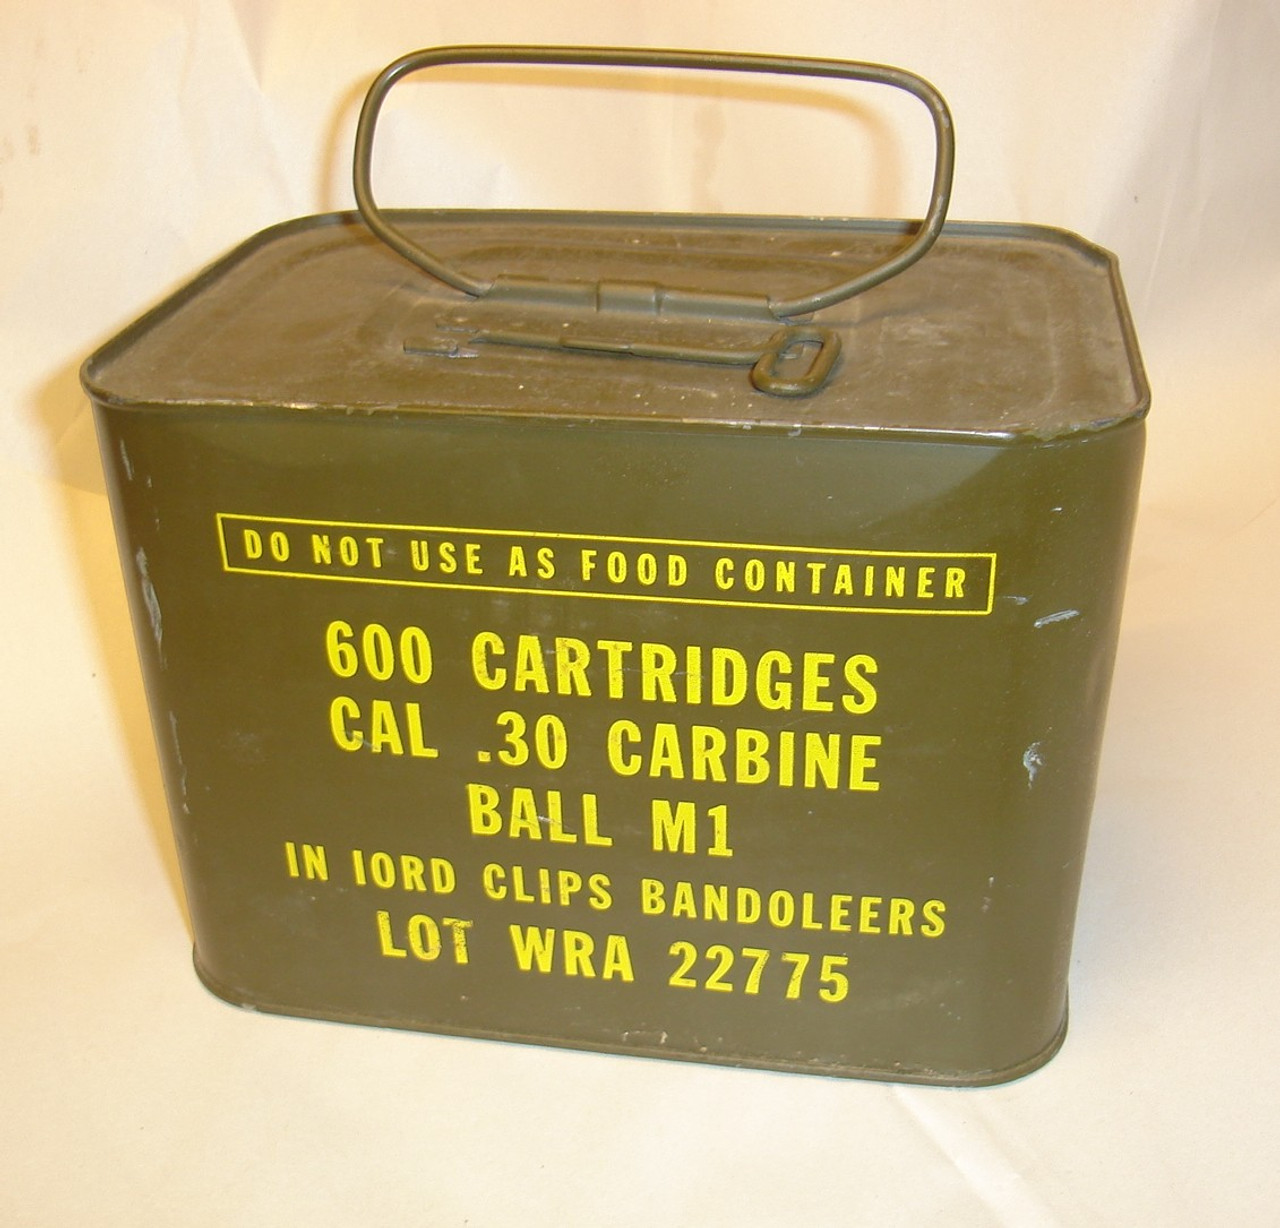 DO NOT USE AS FOOD CONTAINER
600 CARTRIDGES
CAL .30 CARBINE
BALL M1
IN 10RD CLIPS BANDOLEERS
LOT WRA 22775